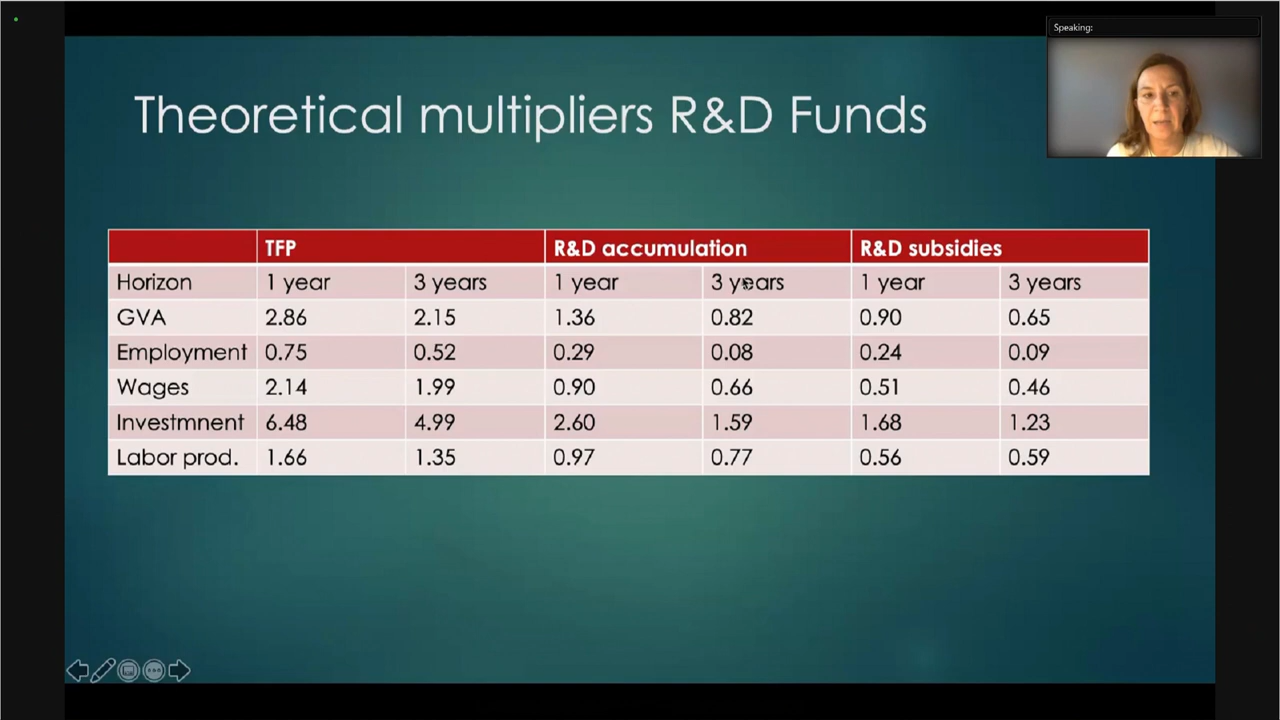 Speaking:
Theoretical multipliers R&D Funds
TFP R&D accumulation R&D subsidies
Horizon 1 year 3 years 1 year 3 years 1 year 3 years
GVA 2.86 2.15 1.36 0.82 0.90 0.65
Employment 0.75 0.52 0.29 0.08 0.24 0.09
Wages 2.14 1.99 0.90 0.66 0.51 0.46
Investmnent 6.48 4.99 2.60 1.59 1.68 1.23
Labor prod. 1.66 1.35 0.97 0.77 0.56 0.59